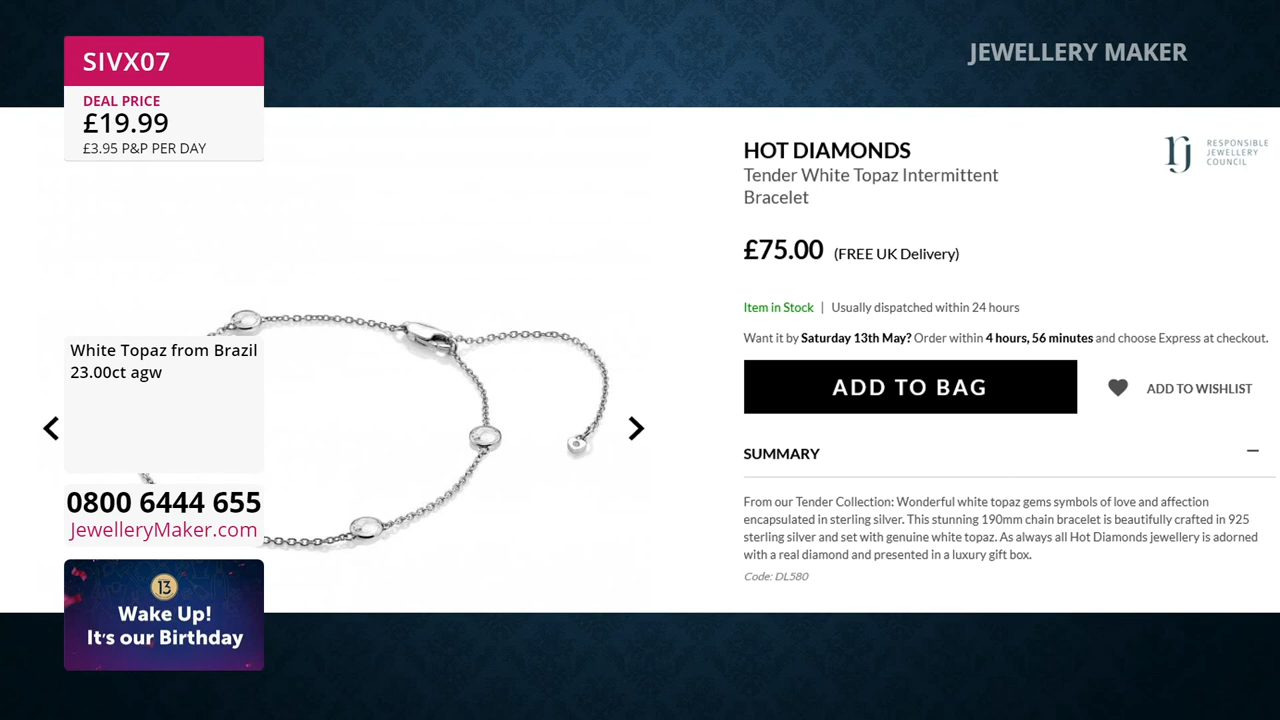 SIVX07
DEAL PRICE
£19.99
£3.95 P&P PER DAY
JEWELLERY MAKER
HOT DIAMONDS
Tender White Topaz Intermittent
Bracelet
rj RESPONSIBLE
JEWELLERY
COUNCIL
£75.00 (FREE UK Delivery)
Item in Stock | Usually dispatched within 24 hours
Want it by Saturday 13th May? Order within 4 hours, 56 minutes and choose Express at checkout.
ADD TO BAG
ADD TO WISHLIST
SUMMARY
From our Tender Collection: Wonderful white topaz gems symbols of love and affection
encapsulated in sterling silver. This stunning 190mm chain bracelet is beautifully crafted in 925
sterling silver and set with genuine white topaz. As always all Hot Diamonds jewellery is adorned
with a real diamond and presented in a luxury gift box.
Code: DL580
White Topaz from Brazil
23.00ct agw
0800 6444 655
JewelleryMaker.com
13
Wake Up!
It's our Birthday